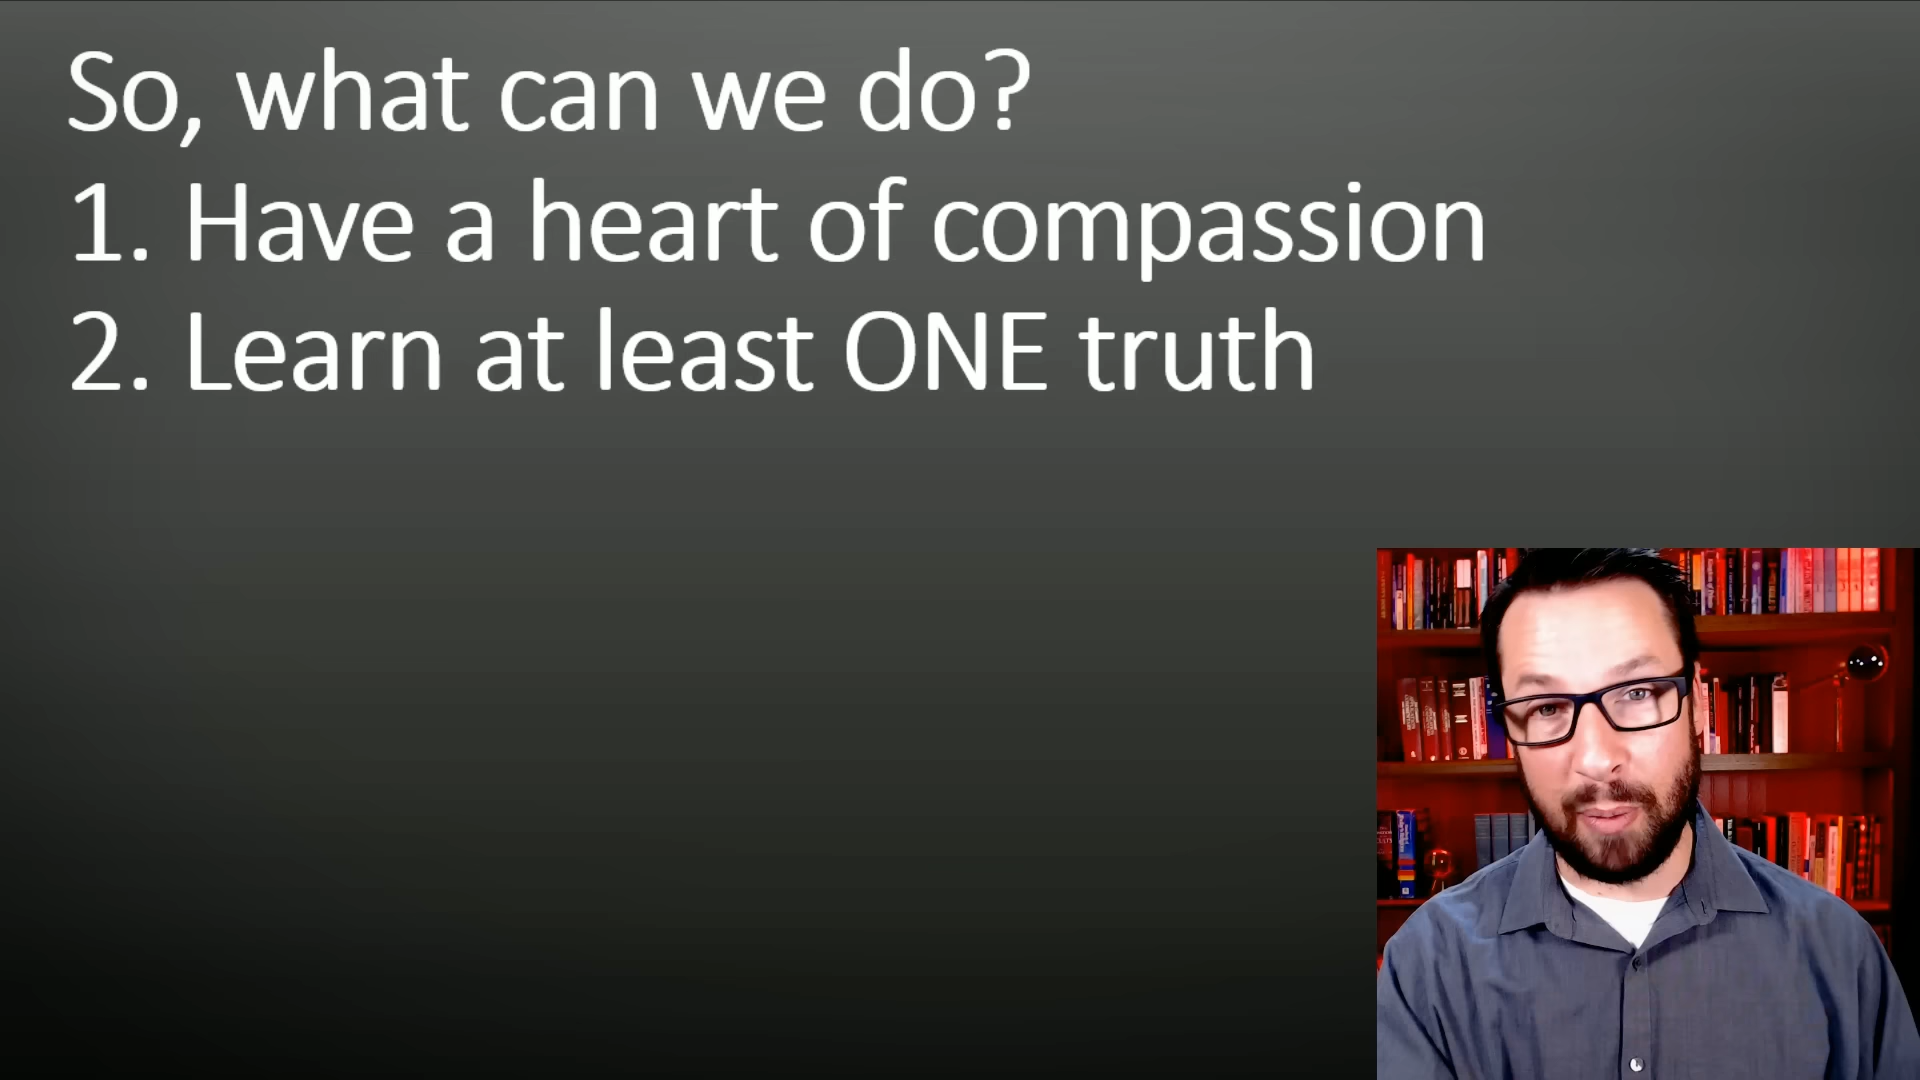 So, what can we do?
1. Have a heart of compassion
2. Learn at least ONE truth